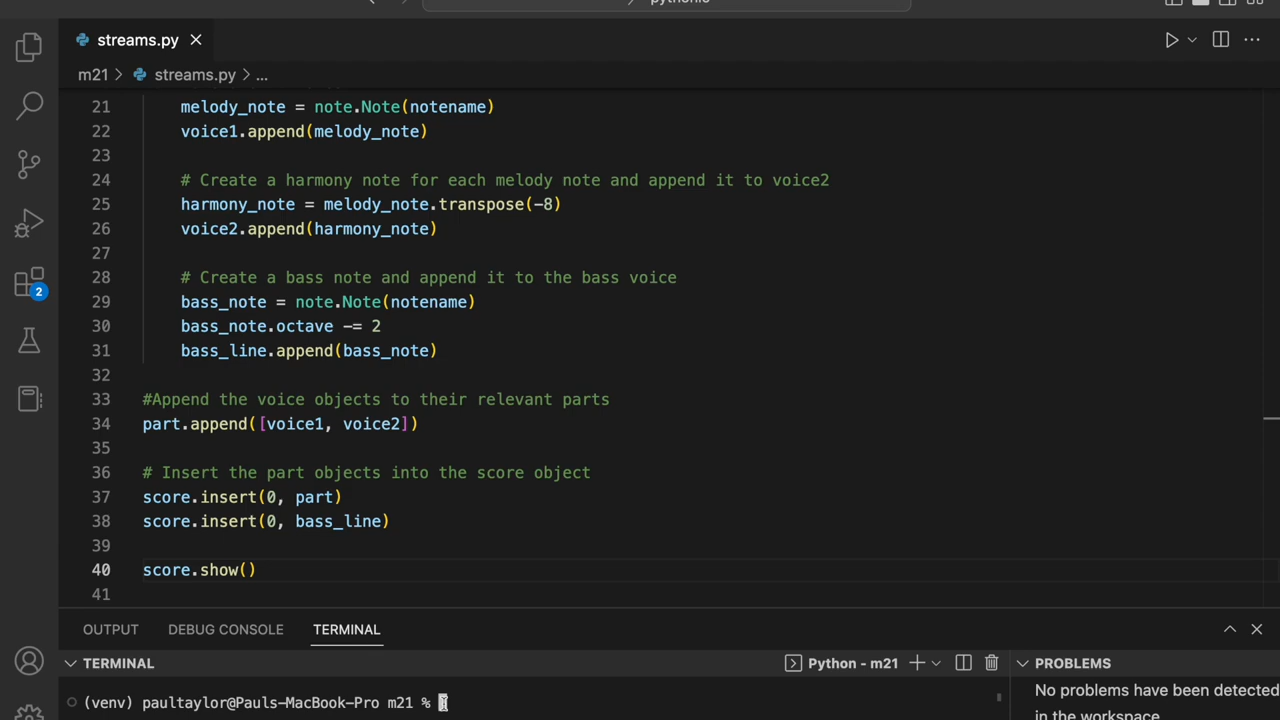 streams.py
m21 > streams.py > ...
21 melody_note = note.Note(notename)
22 voice1.append(melody_note)
23
24 # Create a harmony note for each melody note and append it to voice2
25 harmony_note = melody_note.transpose(-8)
26 voice2.append(harmony_note)
27
28 # Create a bass note and append it to the bass voice
29 bass_note = note.Note(notename)
30 bass_note.octave -= 2
31 bass_line.append(bass_note)
32
33 #Append the voice objects to their relevant parts
34 part.append([voice1, voice2])
35
36 # Insert the part objects into the score object
37 score.insert(0, part)
38 score.insert(0, bass_line)
39
40 score.show()
41
2
OUTPUT DEBUG CONSOLE TERMINAL
TERMINAL Python - m21 PROBLEMS
(venv) paultaylor@Pauls-MacBook-Pro m21 %
No problems have been detected
in the workspace